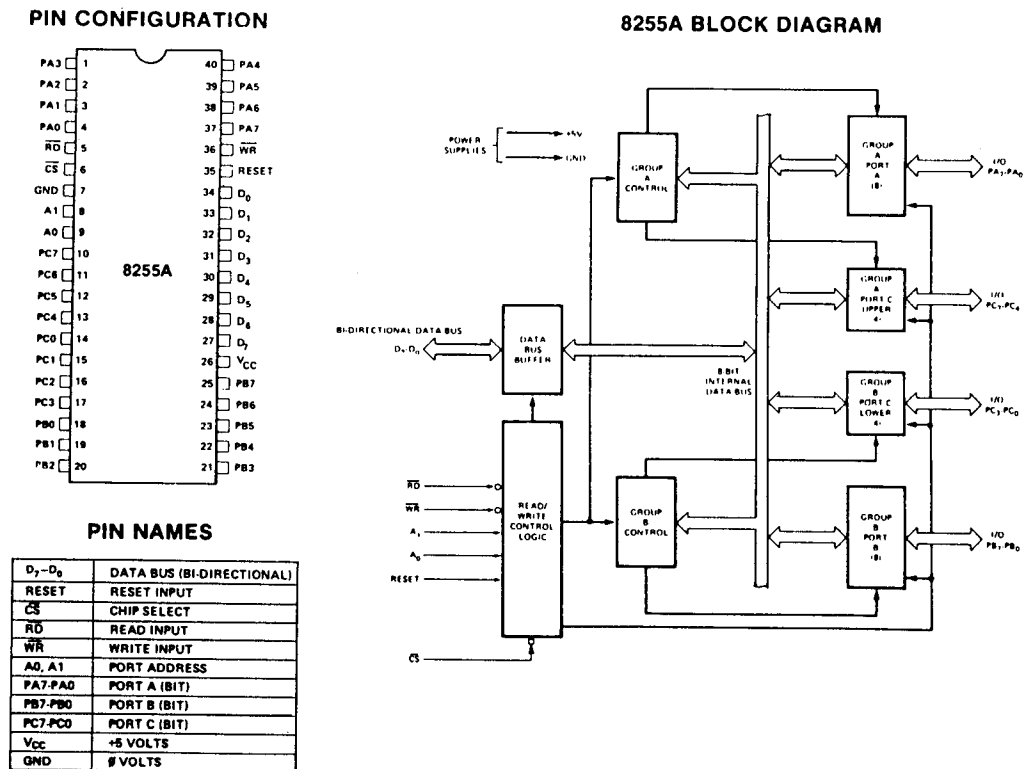 PIN CONFIGURATION
PA3 1
PA2 2
PA1 3
PA0 4
R̅D̅ 5
C̅S̅ 6
GND 7
A1 8
A0 9
PC7 10
PC6 11
PC5 12
PC4 13
PC0 14
PC1 15
PC2 16
PC3 17
PB0 18
PB1 19
PB2 20
8255A
40 PA4
39 PA5
38 PA6
37 PA7
36 W̅R̅
35 RESET
34 D₀
33 D₁
32 D₂
31 D₃
30 D₄
29 D₅
28 D₆
27 D₇
26 VCC
25 PB7
24 PB6
23 PB5
22 PB4
21 PB3
PIN NAMES
D₇-D₀ DATA BUS (BI-DIRECTIONAL)
RESET RESET INPUT
C̅S̅ CHIP SELECT
R̅D̅ READ INPUT
W̅R̅ WRITE INPUT
A0, A1 PORT ADDRESS
PA7-PA0 PORT A (BIT)
PB7-PB0 PORT B (BIT)
PC7-PC0 PORT C (BIT)
VCC +5 VOLTS
GND Ø VOLTS
8255A BLOCK DIAGRAM
POWER
SUPPLIES
+5V
GND
GROUP
A
CONTROL
GROUP
A
PORT
A
(8)
I/O
PA₇-PA₀
GROUP
A
PORT C
UPPER
(4)
I/O
PC₇-PC₄
BI-DIRECTIONAL DATA BUS
D₇-D₀
DATA
BUS
BUFFER
8-BIT
INTERNAL
DATA BUS
GROUP
B
PORT C
LOWER
(4)
I/O
PC₃-PC₀
R̅D̅
W̅R̅
A₁
A₀
RESET
READ/
WRITE
CONTROL
LOGIC
C̅S̅
GROUP
B
CONTROL
GROUP
B
PORT
B
(8)
I/O
PB₇-PB₀